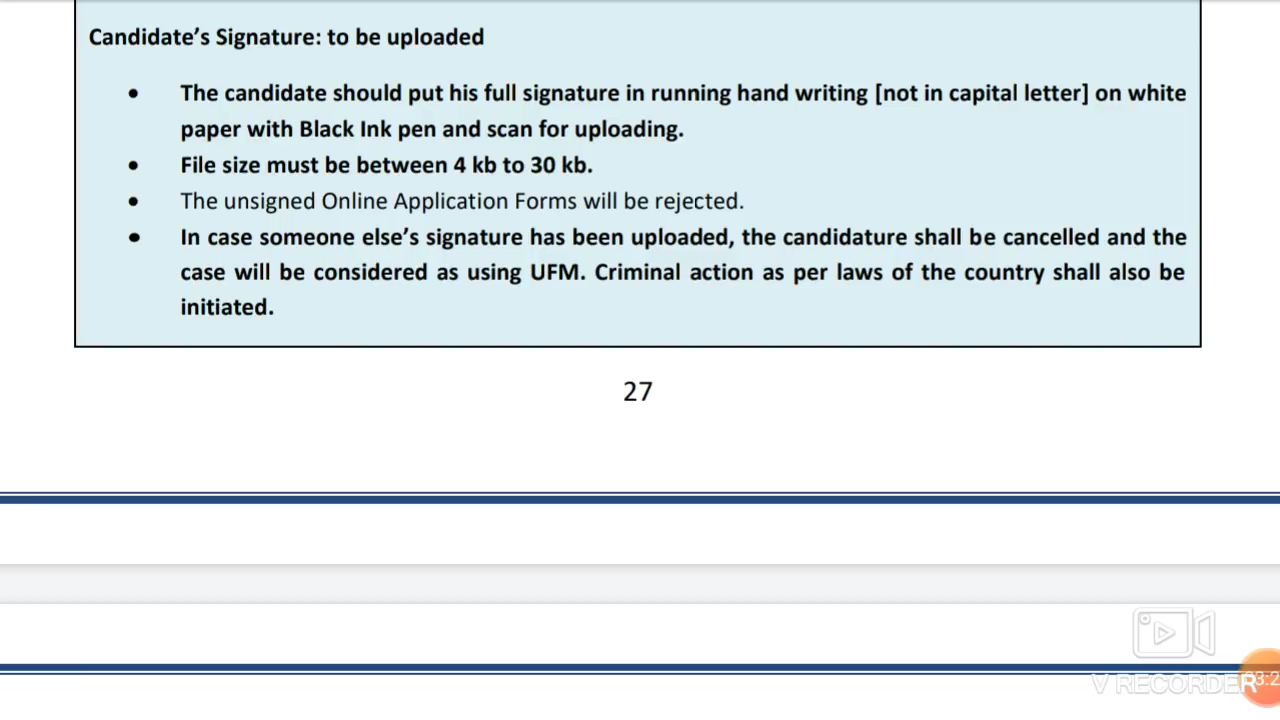 Candidate’s Signature: to be uploaded
• The candidate should put his full signature in running hand writing [not in capital letter] on white
paper with Black Ink pen and scan for uploading.
• File size must be between 4 kb to 30 kb.
• The unsigned Online Application Forms will be rejected.
• In case someone else’s signature has been uploaded, the candidature shall be cancelled and the
case will be considered as using UFM. Criminal action as per laws of the country shall also be
initiated.
27
V RECORDER